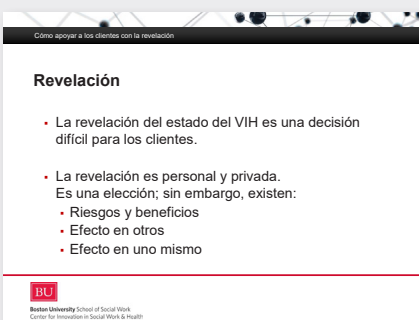 Cómo apoyar a los clientes con la revelación
Revelación
▪ La revelación del estado del VIH es una decisión
difícil para los clientes.
▪ La revelación es personal y privada.
Es una elección; sin embargo, existen:
▪ Riesgos y beneficios
▪ Efecto en otros
▪ Efecto en uno mismo
BU
Boston University School of Social Work
Center for Innovation in Social Work & Health